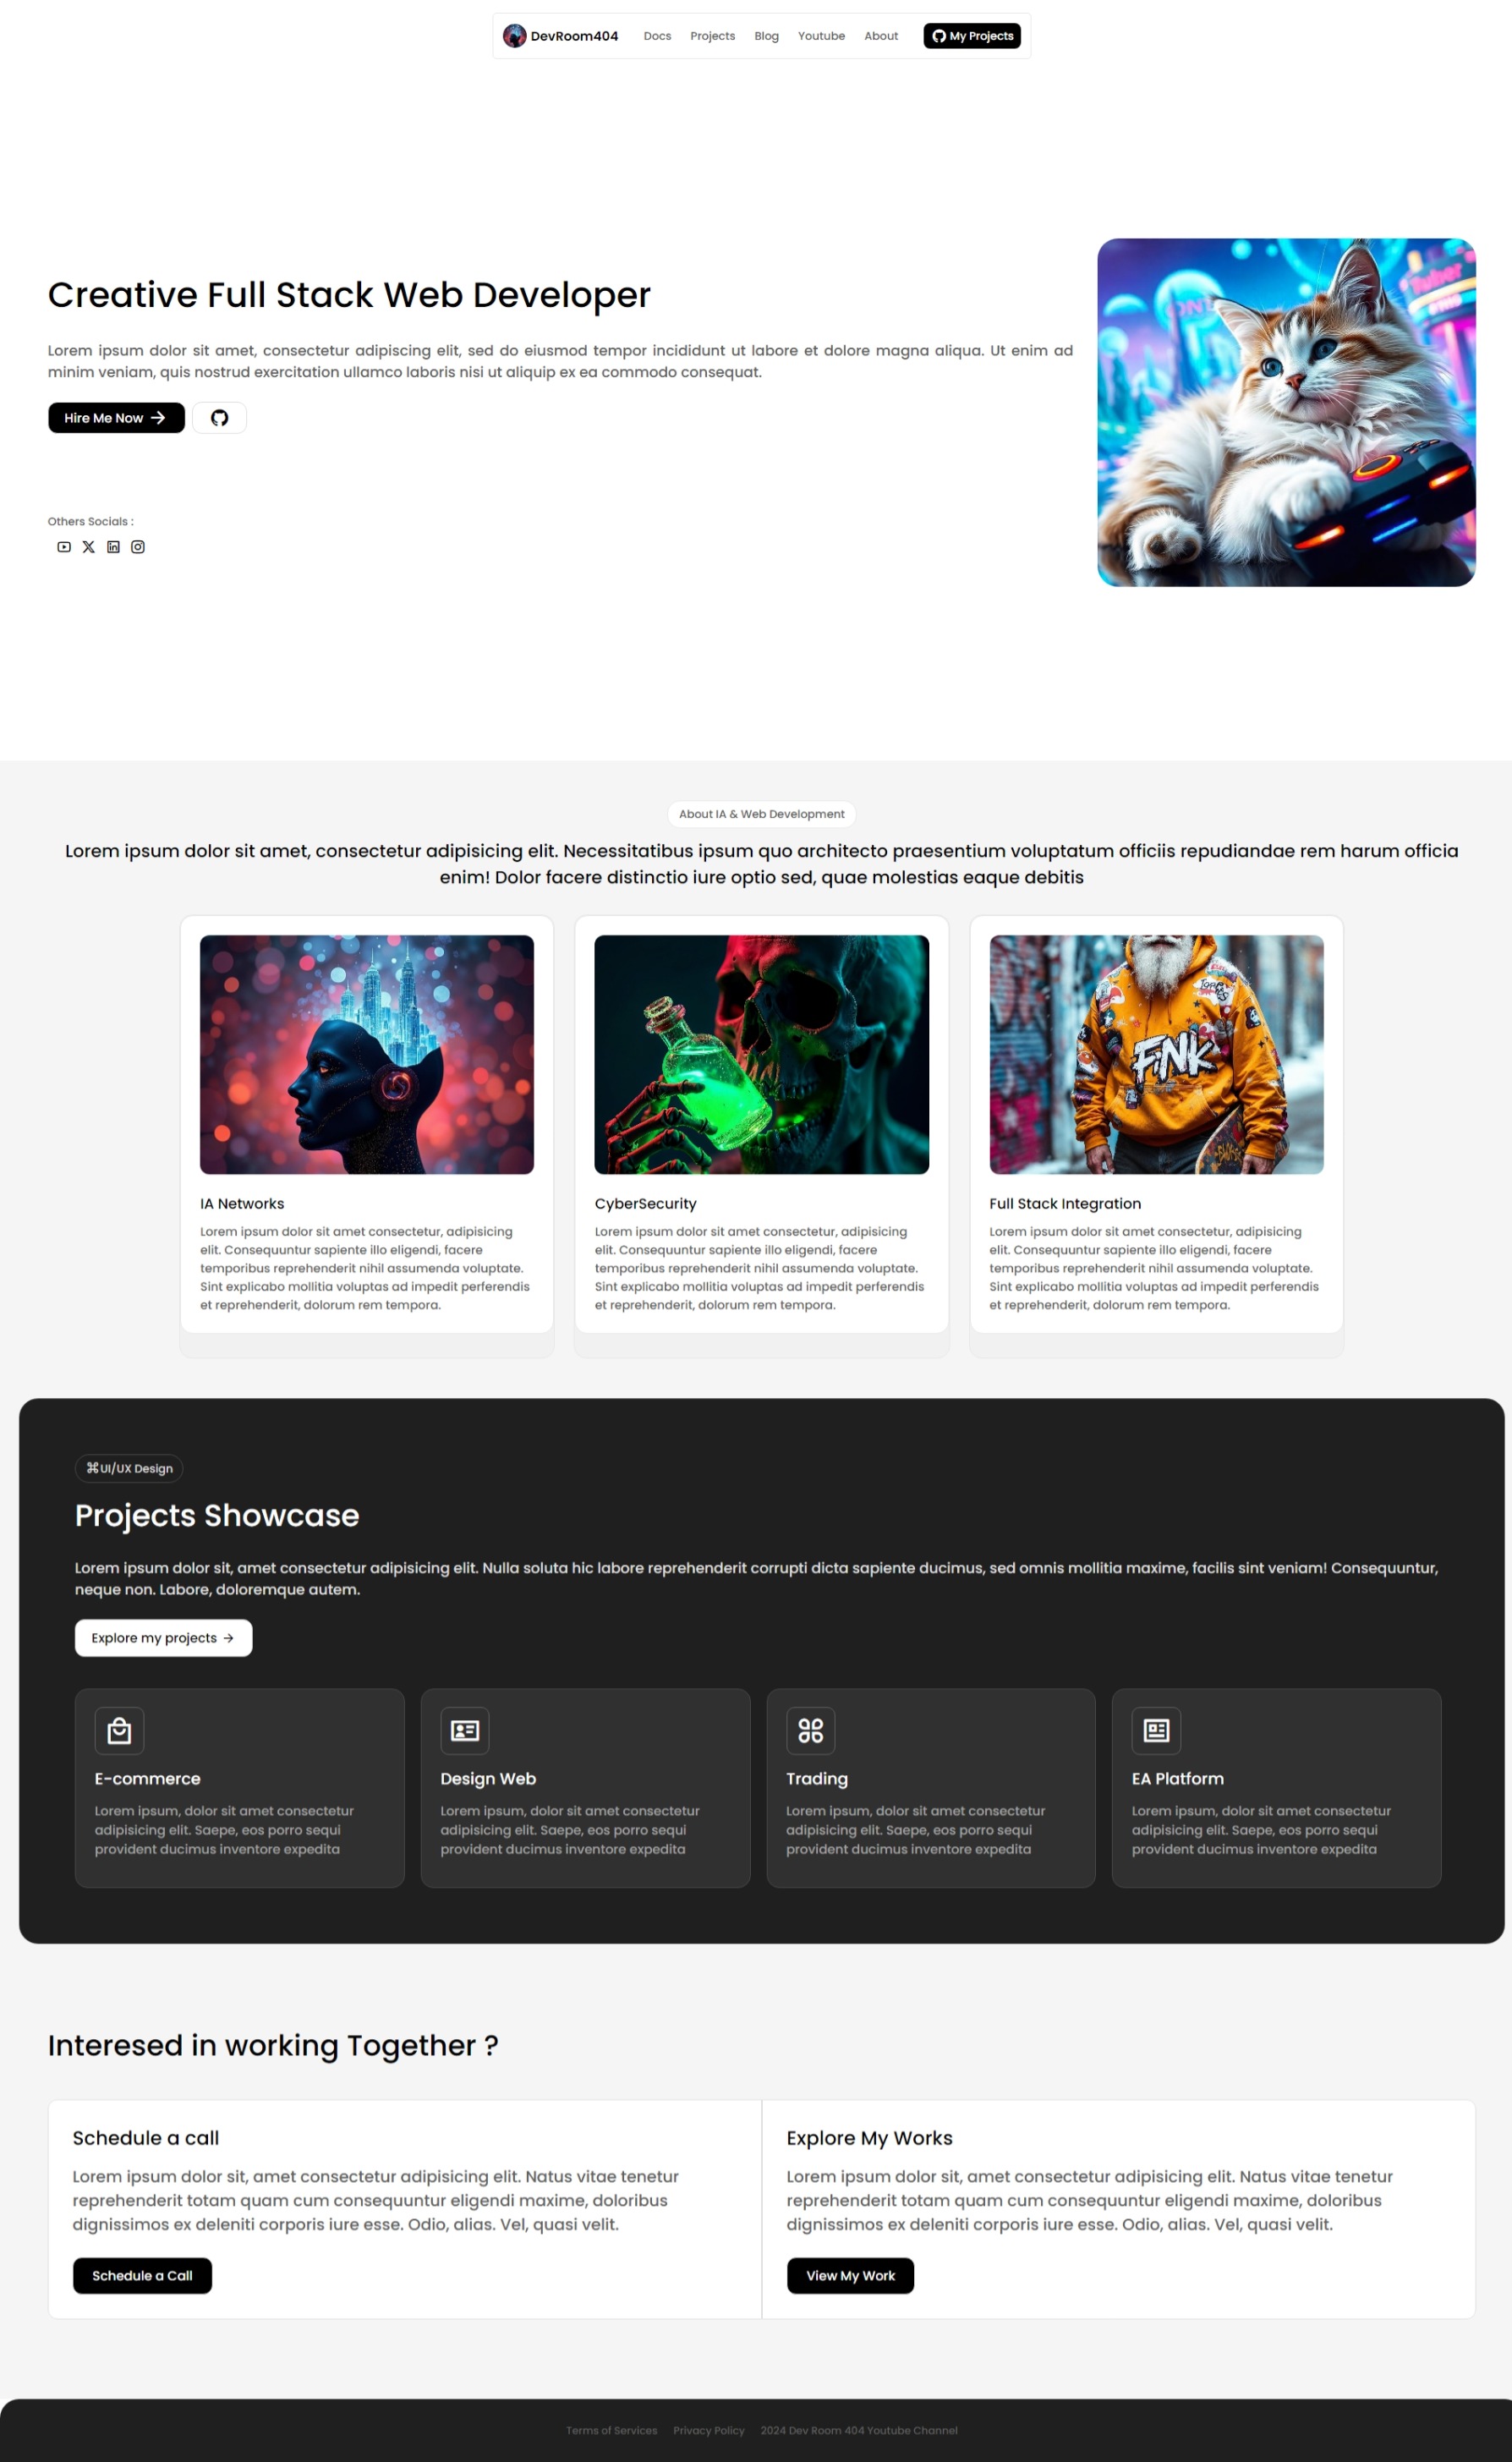 DevRoom404 Docs Projects Blog Youtube About My Projects
Creative Full Stack Web Developer
Lorem ipsum dolor sit amet, consectetur adipiscing elit, sed do eiusmod tempor incididunt ut labore et dolore magna aliqua. Ut enim ad
minim veniam, quis nostrud exercitation ullamco laboris nisi ut aliquip ex ea commodo consequat.
Hire Me Now
Others Socials :
About IA & Web Development
Lorem ipsum dolor sit amet, consectetur adipisicing elit. Necessitatibus ipsum quo architecto praesentium voluptatum officiis repudiandae rem harum officia
enim! Dolor facere distinctio iure optio sed, quae molestias eaque debitis
FINK
IA Networks
Lorem ipsum dolor sit amet consectetur, adipisicing
elit. Consequuntur sapiente illo eligendi, facere
temporibus reprehenderit nihil assumenda voluptate.
Sint explicabo mollitia voluptas ad impedit perferendis
et reprehenderit, dolorum rem tempora.
CyberSecurity
Lorem ipsum dolor sit amet consectetur, adipisicing
elit. Consequuntur sapiente illo eligendi, facere
temporibus reprehenderit nihil assumenda voluptate.
Sint explicabo mollitia voluptas ad impedit perferendis
et reprehenderit, dolorum rem tempora.
Full Stack Integration
Lorem ipsum dolor sit amet consectetur, adipisicing
elit. Consequuntur sapiente illo eligendi, facere
temporibus reprehenderit nihil assumenda voluptate.
Sint explicabo mollitia voluptas ad impedit perferendis
et reprehenderit, dolorum rem tempora.
⌘UI/UX Design
Projects Showcase
Lorem ipsum dolor sit, amet consectetur adipisicing elit. Nulla soluta hic labore reprehenderit corrupti dicta sapiente ducimus, sed omnis mollitia maxime, facilis sint veniam! Consequuntur,
neque non. Labore, doloremque autem.
Explore my projects
E-commerce
Lorem ipsum, dolor sit amet consectetur
adipisicing elit. Saepe, eos porro sequi
provident ducimus inventore expedita
Design Web
Lorem ipsum, dolor sit amet consectetur
adipisicing elit. Saepe, eos porro sequi
provident ducimus inventore expedita
Trading
Lorem ipsum, dolor sit amet consectetur
adipisicing elit. Saepe, eos porro sequi
provident ducimus inventore expedita
EA Platform
Lorem ipsum, dolor sit amet consectetur
adipisicing elit. Saepe, eos porro sequi
provident ducimus inventore expedita
Interesed in working Together ?
Schedule a call
Lorem ipsum dolor sit, amet consectetur adipisicing elit. Natus vitae tenetur
reprehenderit totam quam cum consequuntur eligendi maxime, doloribus
dignissimos ex deleniti corporis iure esse. Odio, alias. Vel, quasi velit.
Schedule a Call
Explore My Works
Lorem ipsum dolor sit, amet consectetur adipisicing elit. Natus vitae tenetur
reprehenderit totam quam cum consequuntur eligendi maxime, doloribus
dignissimos ex deleniti corporis iure esse. Odio, alias. Vel, quasi velit.
View My Work
Terms of Services Privacy Policy 2024 Dev Room 404 Youtube Channel